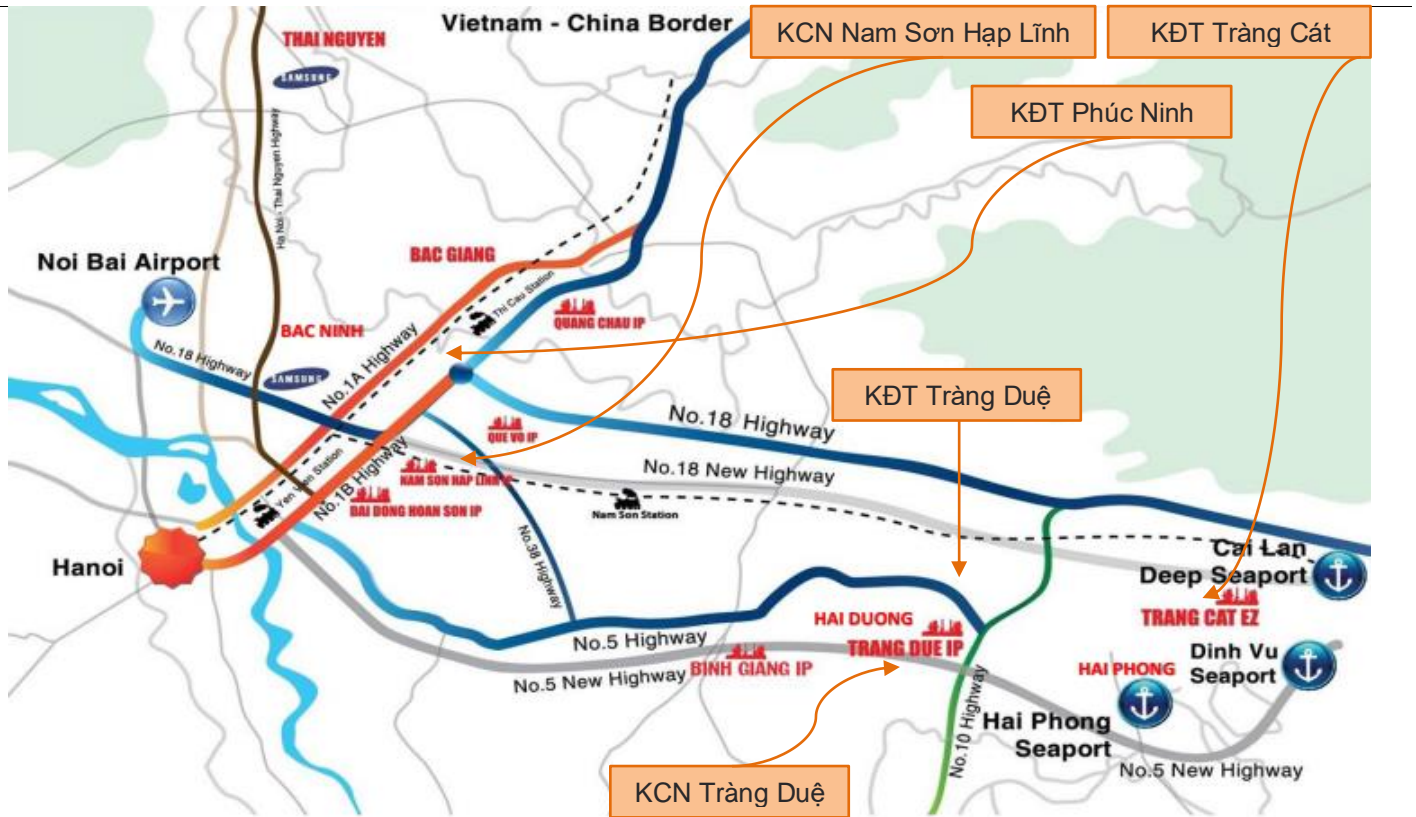 Vietnam - China Border
KCN Nam Sơn Hạp Lĩnh
KĐT Tràng Cát
THAI NGUYEN
SAMSUNG
KĐT Phúc Ninh
Ha Noi - Thai Nguyen Highway
Noi Bai Airport
BAC GIANG
Thi Cau Station
QUANG CHAU IP
BAC NINH
No.18 Highway
SAMSUNG
No.1A Highway
KĐT Tràng Duệ
No.18 Highway
QUE VO IP
No.18 New Highway
Yen Vien Station
No.1B Highway
NAM SON HAP LINH IP
DAI DONG HOAN SON IP
Nam Son Station
No.38 Highway
Hanoi
Cai Lan
Deep Seaport
TRANG CAT EZ
HAI DUONG
TRANG DUE IP
No.5 Highway
BINH GIANG IP
No.5 New Highway
Dinh Vu
Seaport
HAI PHONG
Hai Phong
Seaport
No.10 Highway
No.5 New Highway
KCN Tràng Duệ